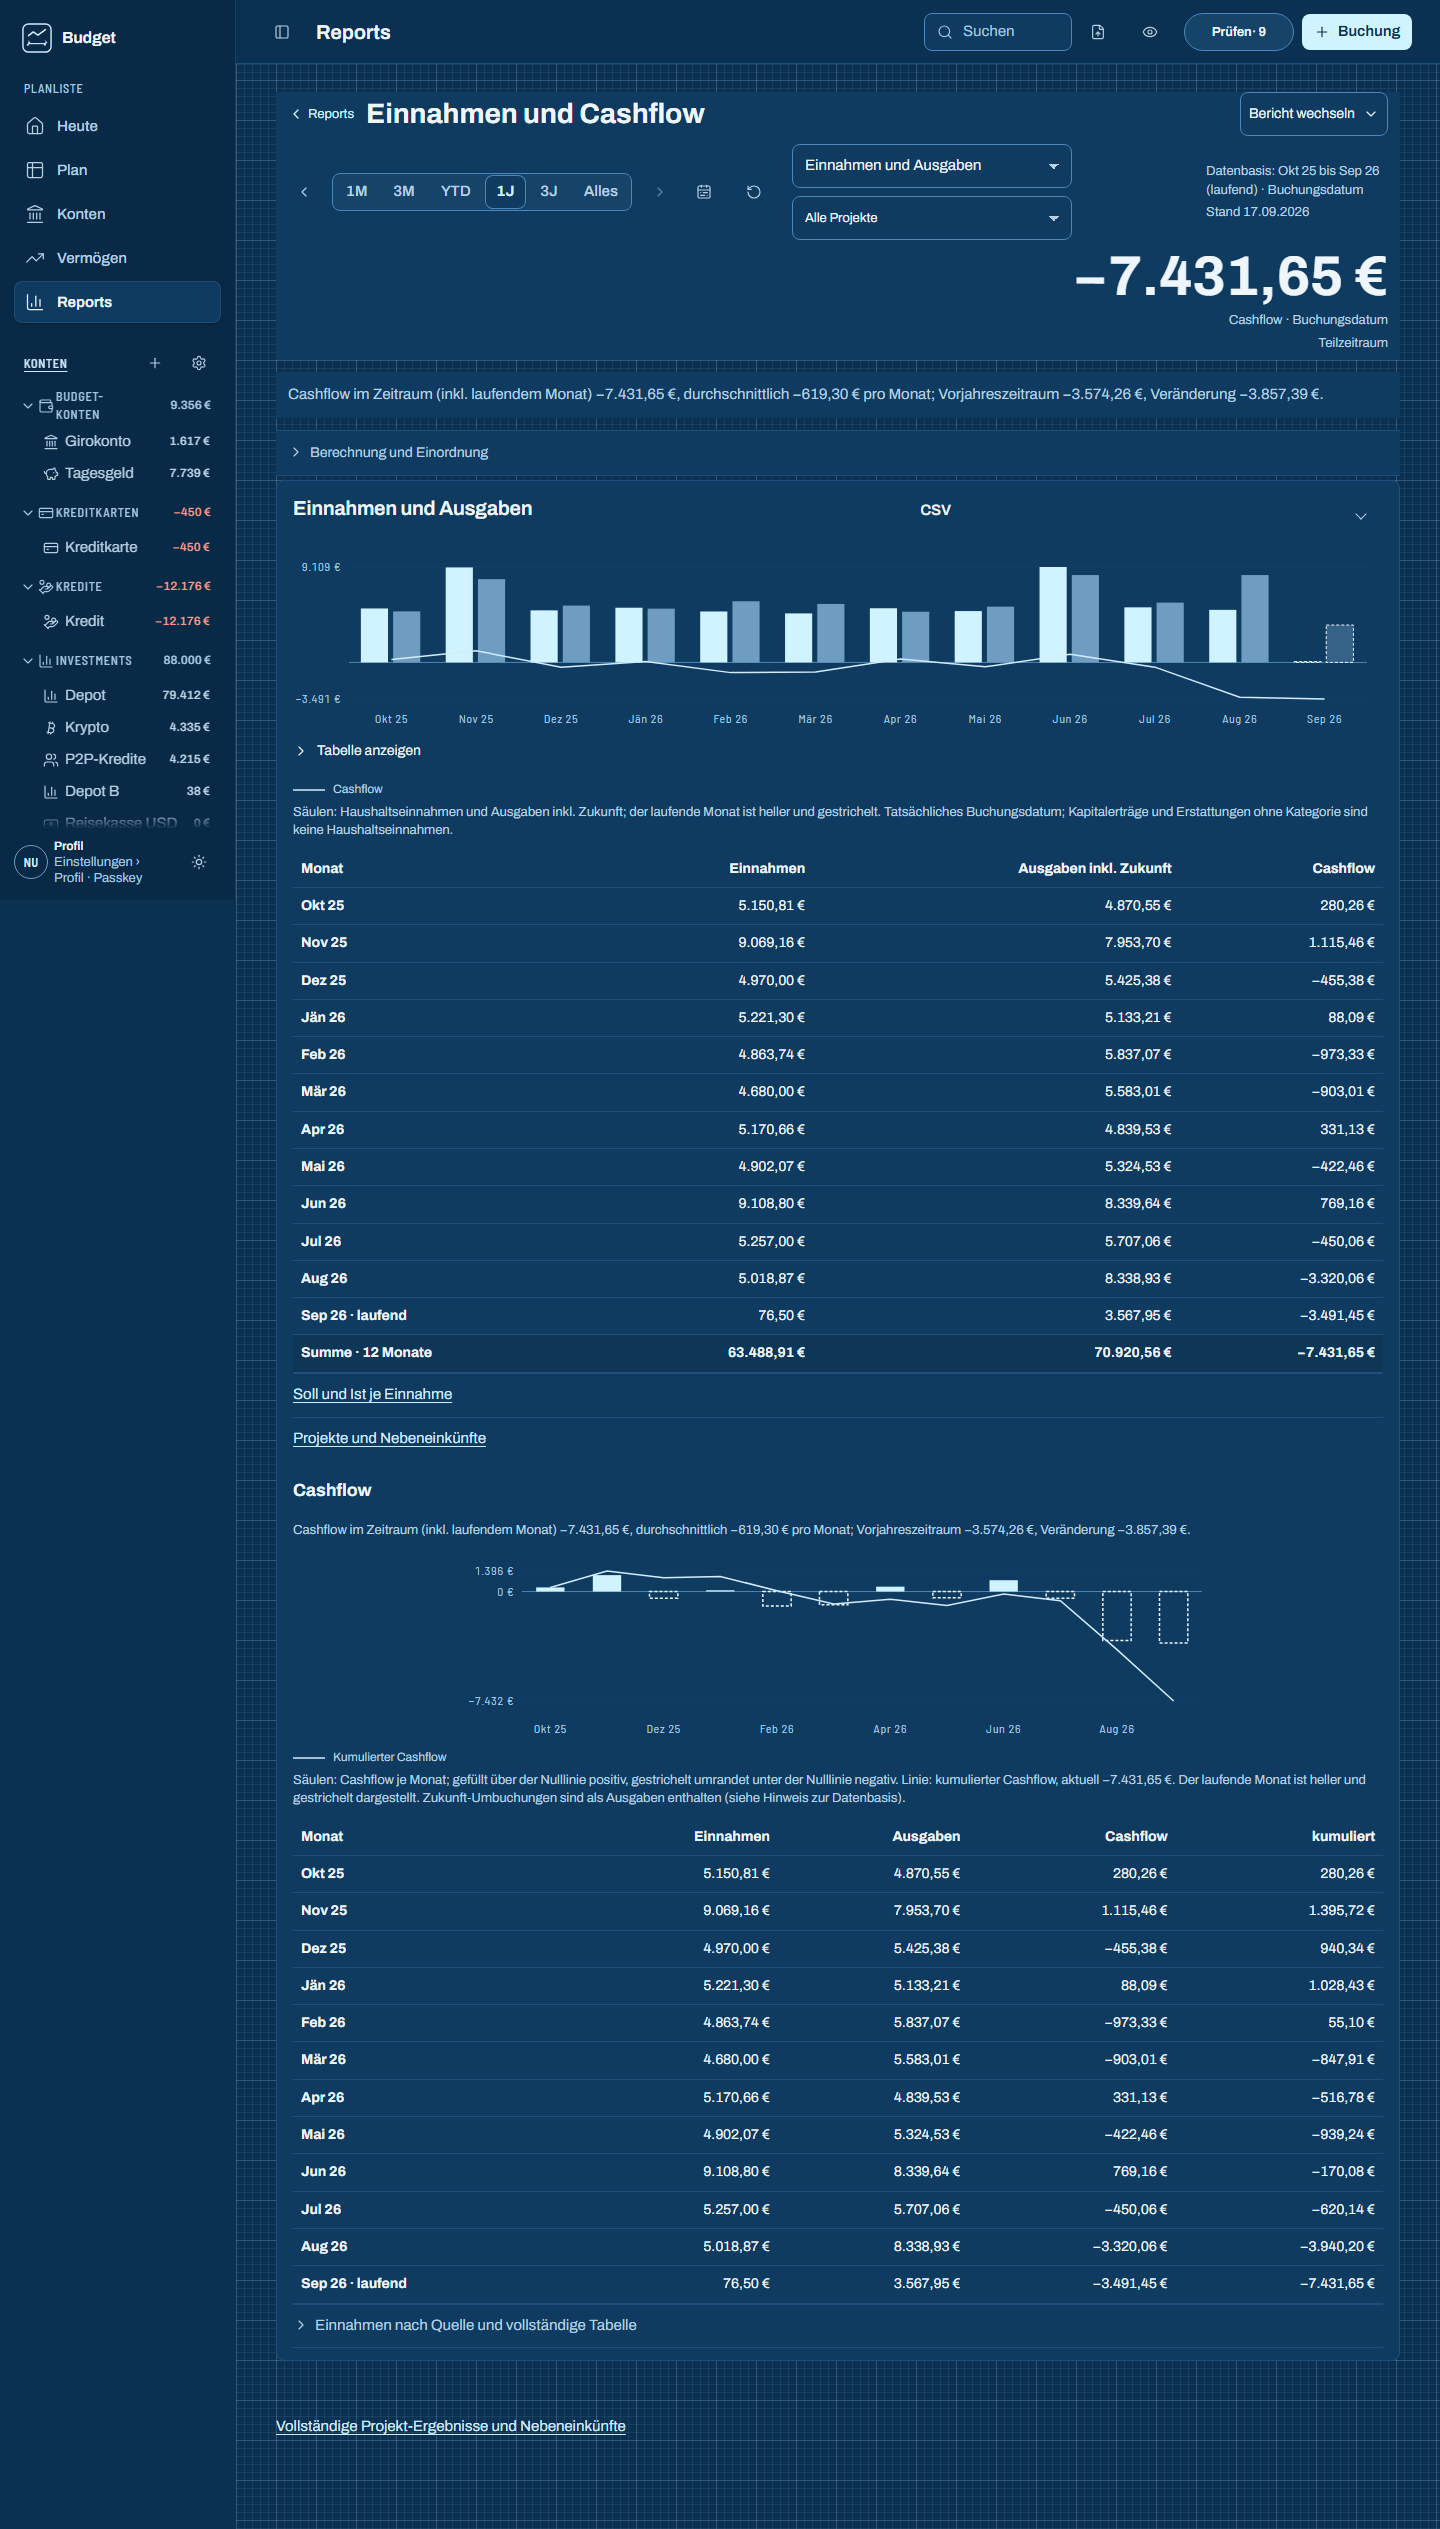 Budget
PLANLISTE
Heute
Plan
Konten
Vermögen
Reports
KONTEN
BUDGET-
KONTEN
9.356 €
Girokonto 1.617 €
Tagesgeld 7.739 €
KREDITKARTEN −450 €
Kreditkarte −450 €
KREDITE −12.176 €
Kredit −12.176 €
INVESTMENTS 88.000 €
Depot 79.412 €
Krypto 4.335 €
P2P-Kredite 4.215 €
Depot B 38 €
Reisekasse USD 0 €
NU
Profil
Einstellungen ›
Profil · Passkey
Reports
Suchen
Prüfen · 9
Buchung
Reports
Einnahmen und Cashflow
Bericht wechseln
1M 3M YTD 1J 3J Alles
Einnahmen und Ausgaben
Alle Projekte
Datenbasis: Okt 25 bis Sep 26
(laufend) · Buchungsdatum
Stand 17.09.2026
−7.431,65 €
Cashflow · Buchungsdatum
Teilzeitraum
Cashflow im Zeitraum (inkl. laufendem Monat) −7.431,65 €, durchschnittlich −619,30 € pro Monat; Vorjahreszeitraum −3.574,26 €, Veränderung −3.857,39 €.
Berechnung und Einordnung
Einnahmen und Ausgaben
CSV
9.109 €
−3.491 €
Okt 25 Nov 25 Dez 25 Jän 26 Feb 26 Mär 26 Apr 26 Mai 26 Jun 26 Jul 26 Aug 26 Sep 26
Tabelle anzeigen
Cashflow
Säulen: Haushaltseinnahmen und Ausgaben inkl. Zukunft; der laufende Monat ist heller und gestrichelt. Tatsächliches Buchungsdatum; Kapitalerträge und Erstattungen ohne Kategorie sind
keine Haushaltseinnahmen.
Monat Einnahmen Ausgaben inkl. Zukunft Cashflow
Okt 25 5.150,81 € 4.870,55 € 280,26 €
Nov 25 9.069,16 € 7.953,70 € 1.115,46 €
Dez 25 4.970,00 € 5.425,38 € −455,38 €
Jän 26 5.221,30 € 5.133,21 € 88,09 €
Feb 26 4.863,74 € 5.837,07 € −973,33 €
Mär 26 4.680,00 € 5.583,01 € −903,01 €
Apr 26 5.170,66 € 4.839,53 € 331,13 €
Mai 26 4.902,07 € 5.324,53 € −422,46 €
Jun 26 9.108,80 € 8.339,64 € 769,16 €
Jul 26 5.257,00 € 5.707,06 € −450,06 €
Aug 26 5.018,87 € 8.338,93 € −3.320,06 €
Sep 26 · laufend 76,50 € 3.567,95 € −3.491,45 €
Summe · 12 Monate 63.488,91 € 70.920,56 € −7.431,65 €
Soll und Ist je Einnahme
Projekte und Nebeneinkünfte
Cashflow
Cashflow im Zeitraum (inkl. laufendem Monat) −7.431,65 €, durchschnittlich −619,30 € pro Monat; Vorjahreszeitraum −3.574,26 €, Veränderung −3.857,39 €.
1.396 €
0 €
−7.432 €
Okt 25 Dez 25 Feb 26 Apr 26 Jun 26 Aug 26
Kumulierter Cashflow
Säulen: Cashflow je Monat; gefüllt über der Nulllinie positiv, gestrichelt umrandet unter der Nulllinie negativ. Linie: kumulierter Cashflow, aktuell −7.431,65 €. Der laufende Monat ist heller und
gestrichelt dargestellt. Zukunft-Umbuchungen sind als Ausgaben enthalten (siehe Hinweis zur Datenbasis).
Monat Einnahmen Ausgaben Cashflow kumuliert
Okt 25 5.150,81 € 4.870,55 € 280,26 € 280,26 €
Nov 25 9.069,16 € 7.953,70 € 1.115,46 € 1.395,72 €
Dez 25 4.970,00 € 5.425,38 € −455,38 € 940,34 €
Jän 26 5.221,30 € 5.133,21 € 88,09 € 1.028,43 €
Feb 26 4.863,74 € 5.837,07 € −973,33 € 55,10 €
Mär 26 4.680,00 € 5.583,01 € −903,01 € −847,91 €
Apr 26 5.170,66 € 4.839,53 € 331,13 € −516,78 €
Mai 26 4.902,07 € 5.324,53 € −422,46 € −939,24 €
Jun 26 9.108,80 € 8.339,64 € 769,16 € −170,08 €
Jul 26 5.257,00 € 5.707,06 € −450,06 € −620,14 €
Aug 26 5.018,87 € 8.338,93 € −3.320,06 € −3.940,20 €
Sep 26 · laufend 76,50 € 3.567,95 € −3.491,45 € −7.431,65 €
Einnahmen nach Quelle und vollständige Tabelle
Vollständige Projekt-Ergebnisse und Nebeneinkünfte